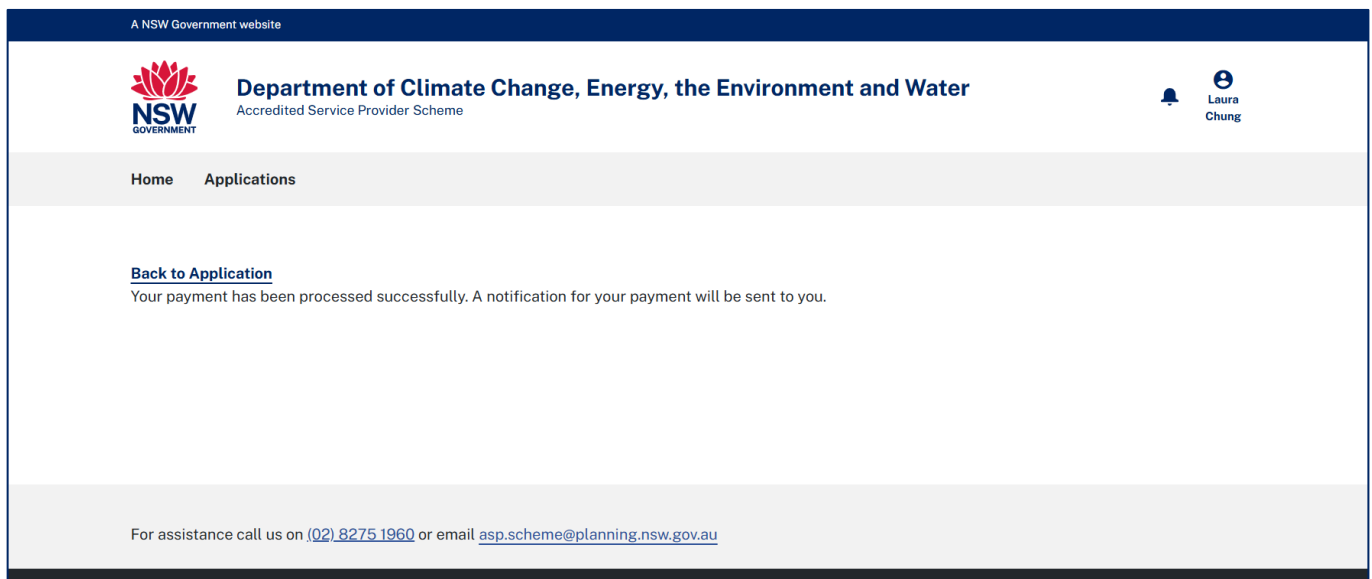 A NSW Government website
NSW
GOVERNMENT
Department of Climate Change, Energy, the Environment and Water
Accredited Service Provider Scheme
Laura
Chung
Home Applications
Back to Application
Your payment has been processed successfully. A notification for your payment will be sent to you.
For assistance call us on (02) 8275 1960 or email asp.scheme@planning.nsw.gov.au